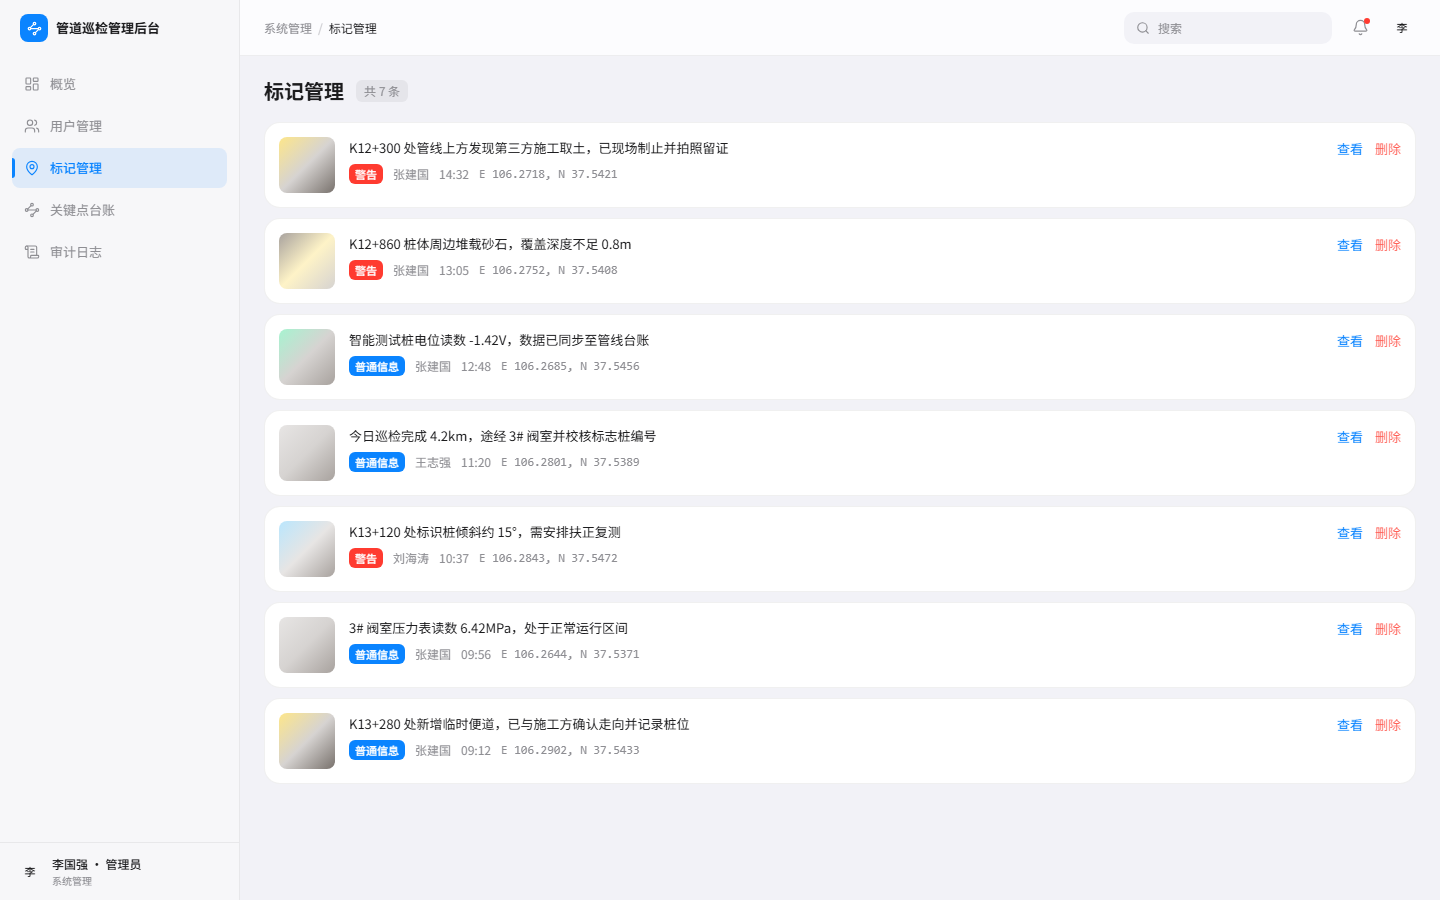 管道巡检管理后台
概览
用户管理
标记管理
关键点台账
审计日志
李
李国强 · 管理员
系统管理
系统管理 / 标记管理
搜索
李
标记管理
共 7 条
K12+300 处管线上方发现第三方施工取土，已现场制止并拍照留证
警告 张建国 14:32 E 106.2718, N 37.5421
查看 删除
K12+860 桩体周边堆载砂石，覆盖深度不足 0.8m
警告 张建国 13:05 E 106.2752, N 37.5408
查看 删除
智能测试桩电位读数 -1.42V，数据已同步至管线台账
普通信息 张建国 12:48 E 106.2685, N 37.5456
查看 删除
今日巡检完成 4.2km，途经 3# 阀室并校核标志桩编号
普通信息 王志强 11:20 E 106.2801, N 37.5389
查看 删除
K13+120 处标识桩倾斜约 15°，需安排扶正复测
警告 刘海涛 10:37 E 106.2843, N 37.5472
查看 删除
3# 阀室压力表读数 6.42MPa，处于正常运行区间
普通信息 张建国 09:56 E 106.2644, N 37.5371
查看 删除
K13+280 处新增临时便道，已与施工方确认走向并记录桩位
普通信息 张建国 09:12 E 106.2902, N 37.5433
查看 删除